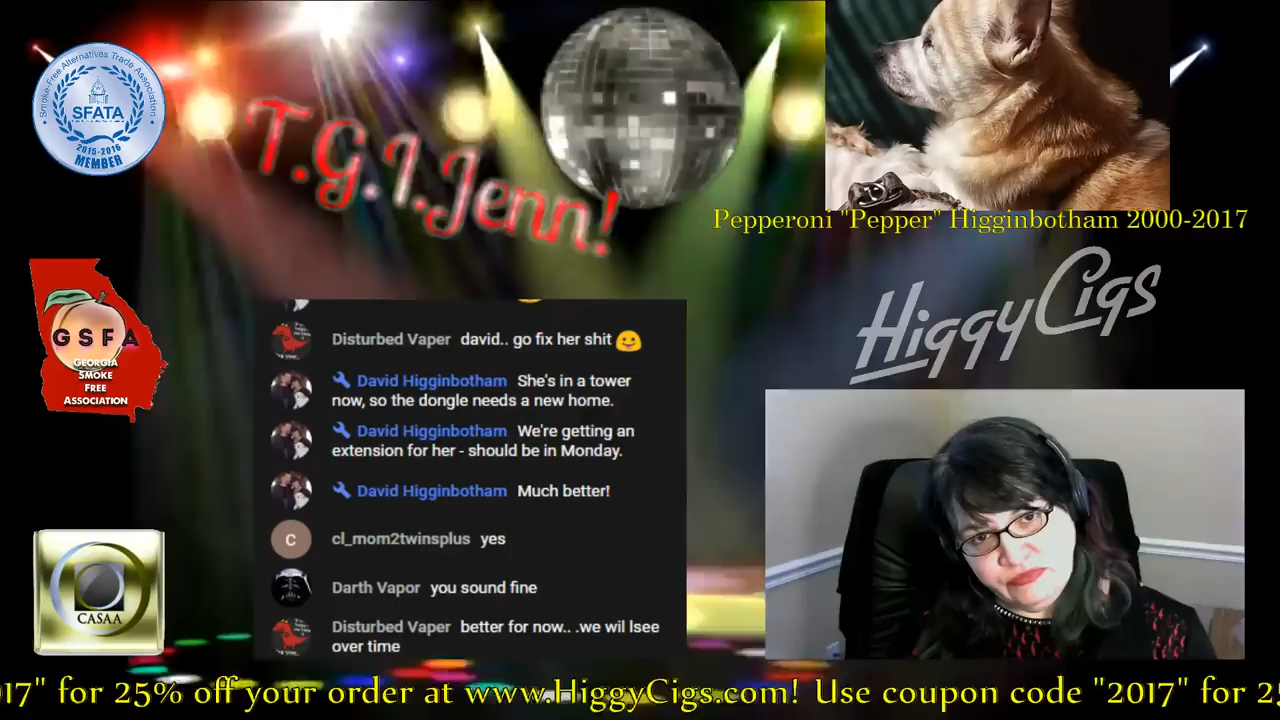 Smoke-Free Alternatives Trade Association
SFATA
2015-2016
MEMBER
T.G.I.Jenn!
Pepperoni "Pepper" Higginbotham 2000-2017
GSFA
GEORGIA
SMOKE
FREE
ASSOCIATION
HiggyCigs
Disturbed Vaper david.. go fix her shit
David Higginbotham She's in a tower
now, so the dongle needs a new home.
David Higginbotham We're getting an
extension for her - should be in Monday.
David Higginbotham Much better!
C
cl_mom2twinsplus yes
Darth Vapor you sound fine
Disturbed Vaper better for now.. .we wil lsee
over time
CASAA
017" for 25% off your order at www.HiggyCigs.com! Use coupon code "2017" for 25